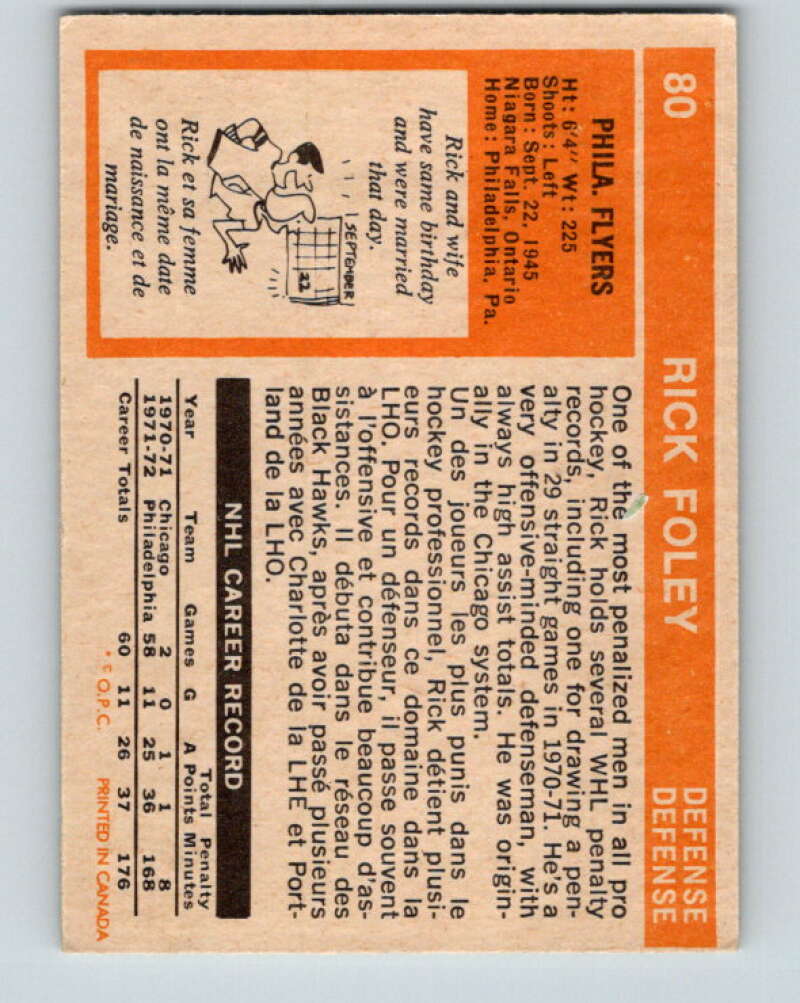 80
RICK FOLEY
DEFENSE
DEFENSE
PHILA. FLYERS
Ht: 6'4" Wt: 225
Shoots: Left
Born: Sept. 22, 1945
Niagara Falls, Ontario
Home: Philadelphia, Pa.
Rick and wife
have same birthday
and were married
that day.
SEPTEMBER
22
Rick et sa femme
ont la même date
de naissance et de
mariage.
One of the most penalized men in all pro
hockey, Rick holds several WHL penalty
records, including one for drawing a pen-
alty in 29 straight games in 1970-71. He's a
very offensive-minded defenseman, with
always high assist totals. He was origin-
ally in the Chicago system.
Un des joueurs les plus punis dans le
hockey professionnel, Rick détient plusi-
eurs records dans ce domaine dans la
LHO. Pour un défenseur, il passe souvent
à l'offensive et contribue beaucoup d'as-
sistances. Il débuta dans le réseau des
Black Hawks, après avoir passé plusieurs
années avec Charlotte de la LHE et Port-
land de la LHO.
NHL CAREER RECORD
Total Penalty
Year Team Games G A Points Minutes
1970-71 Chicago 2 0 1 1 8
1971-72 Philadelphia 58 11 25 36 168
Career Totals 60 11 26 37 176
* © O.P.C. PRINTED IN CANADA